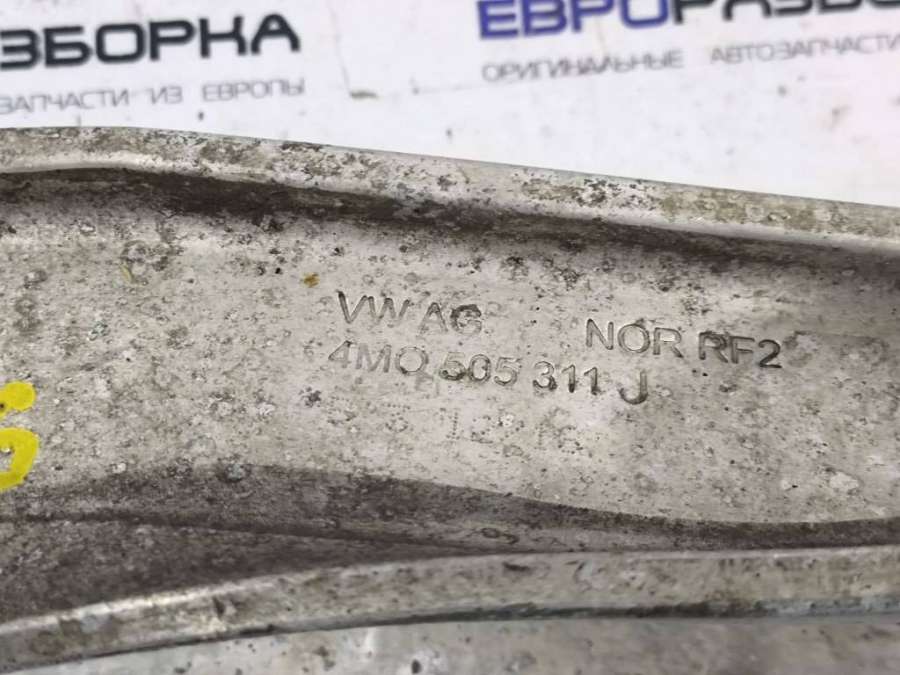 ЗБОРКА
ЗАПЧАСТИ ИЗ ЕВРОПЫ
ЕВРОРАЗБО
ОРИГИНАЛЬНЫЕ АВТОЗАПЧАСТИ
VW AG
NOR RF2
4M0 505 311 J